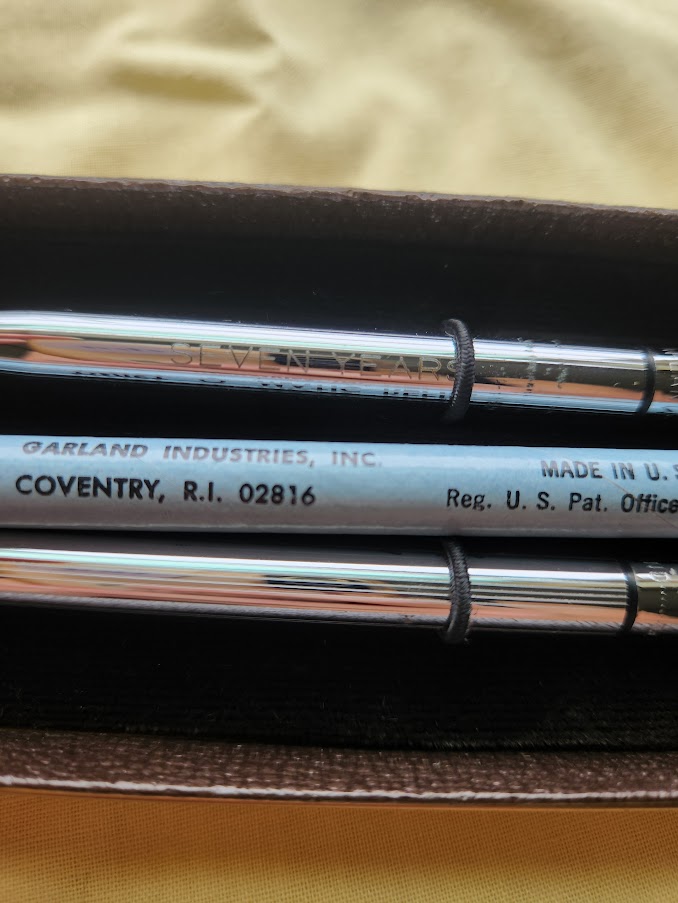 SEVEN YEARS
GARLAND INDUSTRIES, INC.
MADE IN U.S
COVENTRY, R.I. 02816
Reg. U. S. Pat. Office